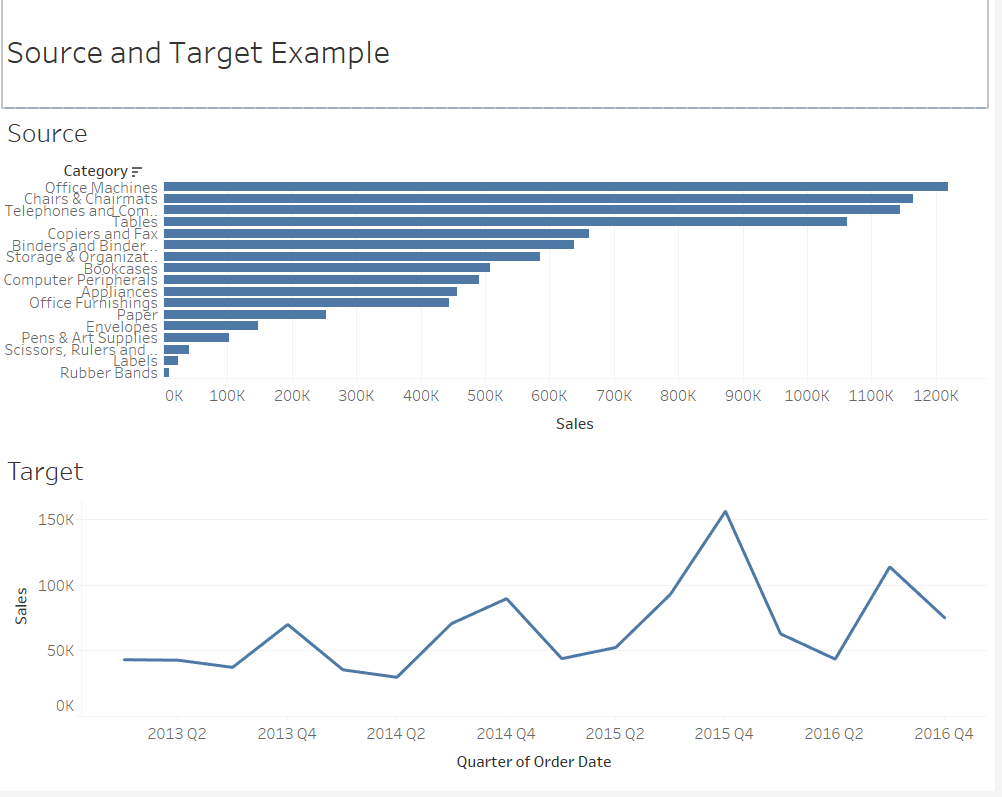 Source and Target Example
Source
Category
Office Machines
Chairs & Chairmats
Telephones and Com..
Tables
Copiers and Fax
Binders and Binder ..
Storage & Organizat..
Bookcases
Computer Peripherals
Appliances
Office Furnishings
Paper
Envelopes
Pens & Art Supplies
Scissors, Rulers and ..
Labels
Rubber Bands
0K 100K 200K 300K 400K 500K 600K 700K 800K 900K 1000K 1100K 1200K
Sales
Target
150K
100K
50K
0K
Sales
2013 Q2 2013 Q4 2014 Q2 2014 Q4 2015 Q2 2015 Q4 2016 Q2 2016 Q4
Quarter of Order Date